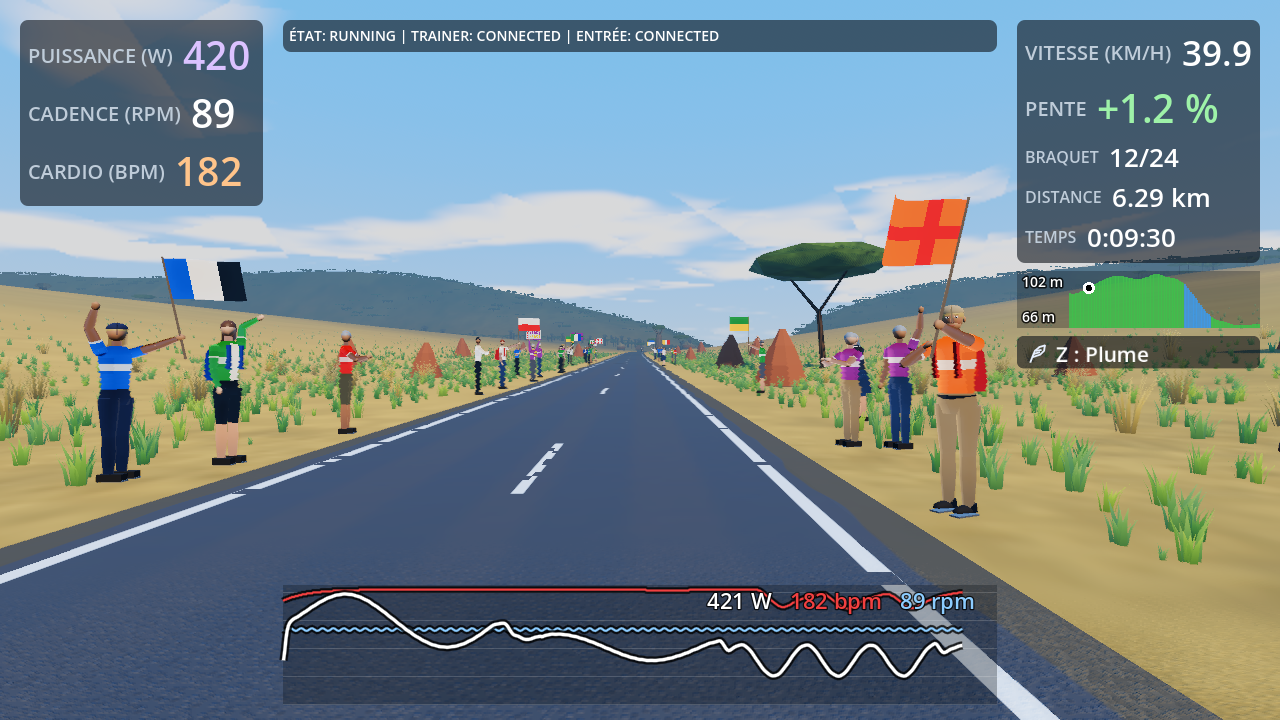 PUISSANCE (W) 420
CADENCE (RPM) 89
CARDIO (BPM) 182
ÉTAT: RUNNING | TRAINER: CONNECTED | ENTRÉE: CONNECTED
VITESSE (KM/H) 39.9
PENTE +1.2 %
BRAQUET 12/24
DISTANCE 6.29 km
TEMPS 0:09:30
102 m
66 m
Z : Plume
421 W 182 bpm 89 rpm